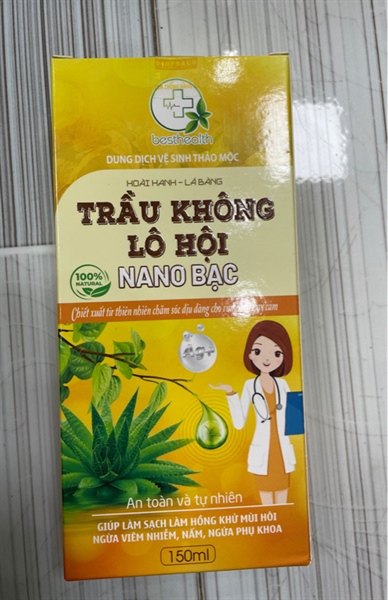 besthealth
DUNG DỊCH VỆ SINH THẢO MỘC
HOÀI HANH - LÁ BÀNG
TRẦU KHÔNG
LÔ HỘI
NANO BẠC
100%
NATURAL
Chiết xuất từ thiên nhiên chăm sóc dịu dàng cho
Ag+
An toàn và tự nhiên
GIÚP LÀM SẠCH LÀM HỒNG KHỬ MÙI HÔI
NGỪA VIÊM NHIỄM, NẤM, NGỨA PHỤ KHOA
150ml